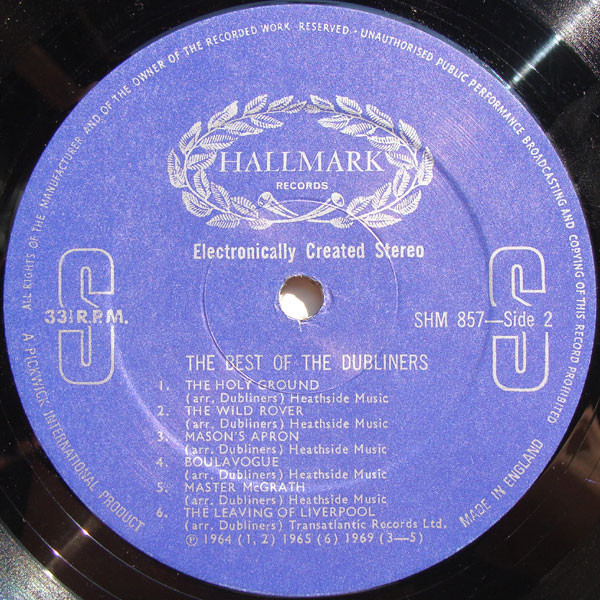 ALL RIGHTS OF THE MANUFACTURER AND OF THE OWNER OF THE RECORDED WORK RESERVED - UNAUTHORISED PUBLIC PERFORMANCE BROADCASTING AND COPYING OF THIS RECORD PROHIBITED
HALLMARK
RECORDS
Electronically Created Stereo
S
S
33⅓ R.P.M.
SHM 857—Side 2
THE BEST OF THE DUBLINERS
1. THE HOLY GROUND
(arr. Dubliners) Heathside Music
2. THE WILD ROVER
(arr. Dubliners) Heathside Music
3. MASON'S APRON
(arr. Dubliners) Heathside Music
4. BOULAVOGUE
(arr. Dubliners) Heathside Music
5. MASTER McGRATH
(arr. Dubliners) Heathside Music
6. THE LEAVING OF LIVERPOOL
(arr. Dubliners) Transatlantic Records Ltd.
℗ 1964 (1, 2) 1965 (6) 1969 (3—5)
A PICKWICK INTERNATIONAL PRODUCT
MADE IN ENGLAND